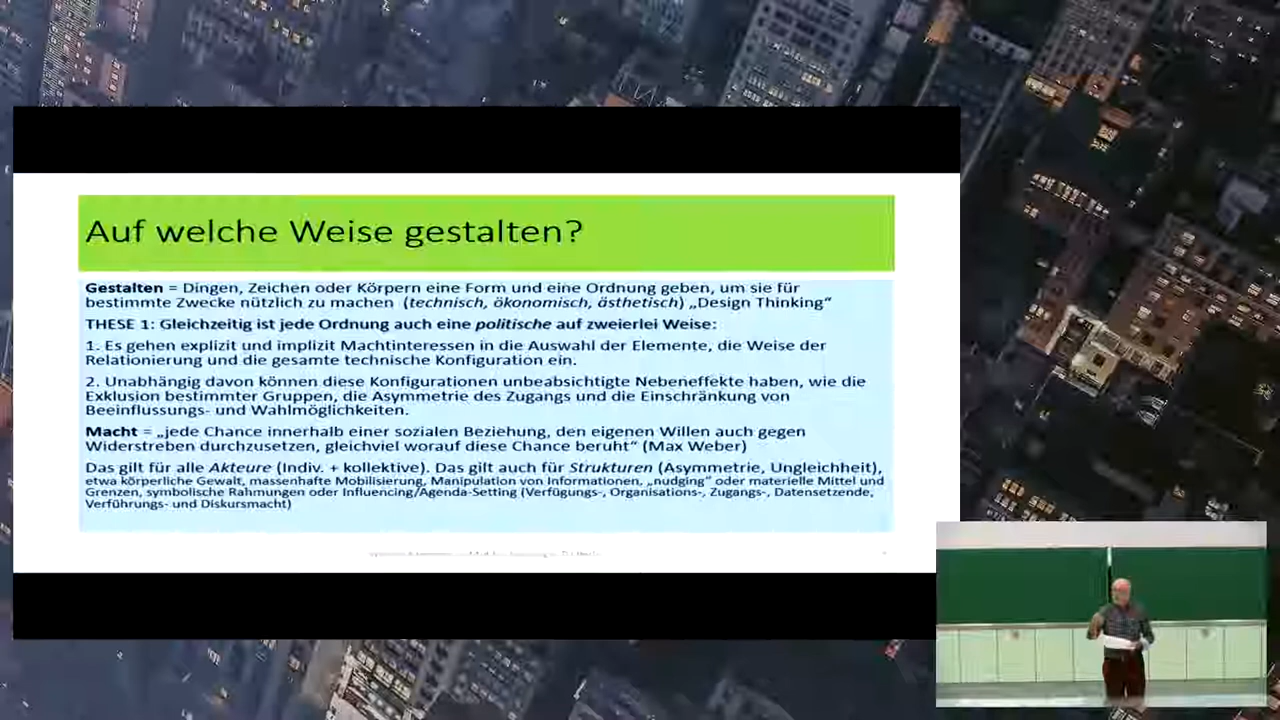 Auf welche Weise gestalten?
Gestalten = Dingen, Zeichen oder Körpern eine Form und eine Ordnung geben, um sie für
bestimmte Zwecke nützlich zu machen (technisch, ökonomisch, ästhetisch) „Design Thinking“
THESE 1: Gleichzeitig ist jede Ordnung auch eine politische auf zweierlei Weise:
1. Es gehen explizit und implizit Machtinteressen in die Auswahl der Elemente, die Weise der
Relationierung und die gesamte technische Konfiguration ein.
2. Unabhängig davon können diese Konfigurationen unbeabsichtigte Nebeneffekte haben, wie die
Exklusion bestimmter Gruppen, die Asymmetrie des Zugangs und die Einschränkung von
Beeinflussungs- und Wahlmöglichkeiten.
Macht = „jede Chance innerhalb einer sozialen Beziehung, den eigenen Willen auch gegen
Widerstreben durchzusetzen, gleichviel worauf diese Chance beruht“ (Max Weber)
Das gilt für alle Akteure (Indiv. + kollektive). Das gilt auch für Strukturen (Asymmetrie, Ungleichheit),
etwa körperliche Gewalt, massenhafte Mobilisierung, Manipulation von Informationen, „nudging“ oder materielle Mittel und
Grenzen, symbolische Rahmungen oder Influencing/Agenda-Setting (Verfügungs-, Organisations-, Zugangs-, Datensetzende,
Verführungs- und Diskursmacht)